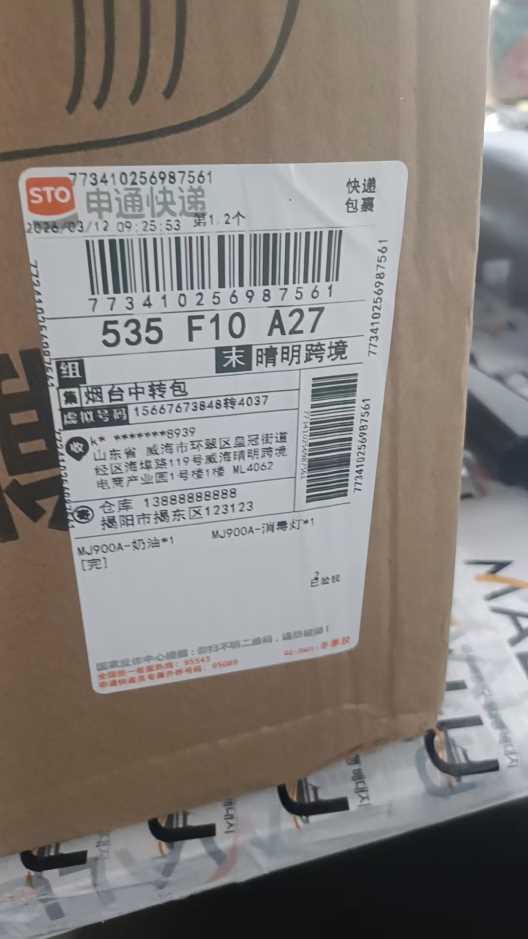 773410256987561
STO
申通快递
快递
包裹
2026/03/12 09:25:53 第1.2个
773410256987561
535 F10 A27
末 晴明跨境
组
集 烟台中转包
虚拟号码 15667673848转4037
收 k* *******8939
山东省 威海市环翠区皇冠街道
经区海埠路119号威海晴明跨境
电商产业园1号楼1楼 ML4062
仓库 13888888888
揭阳市揭东区123123
MJ900A-奶油*1 MJ900A-消毒灯*1
[完]
已验视
773410256987561
773410256987561
773410256987561